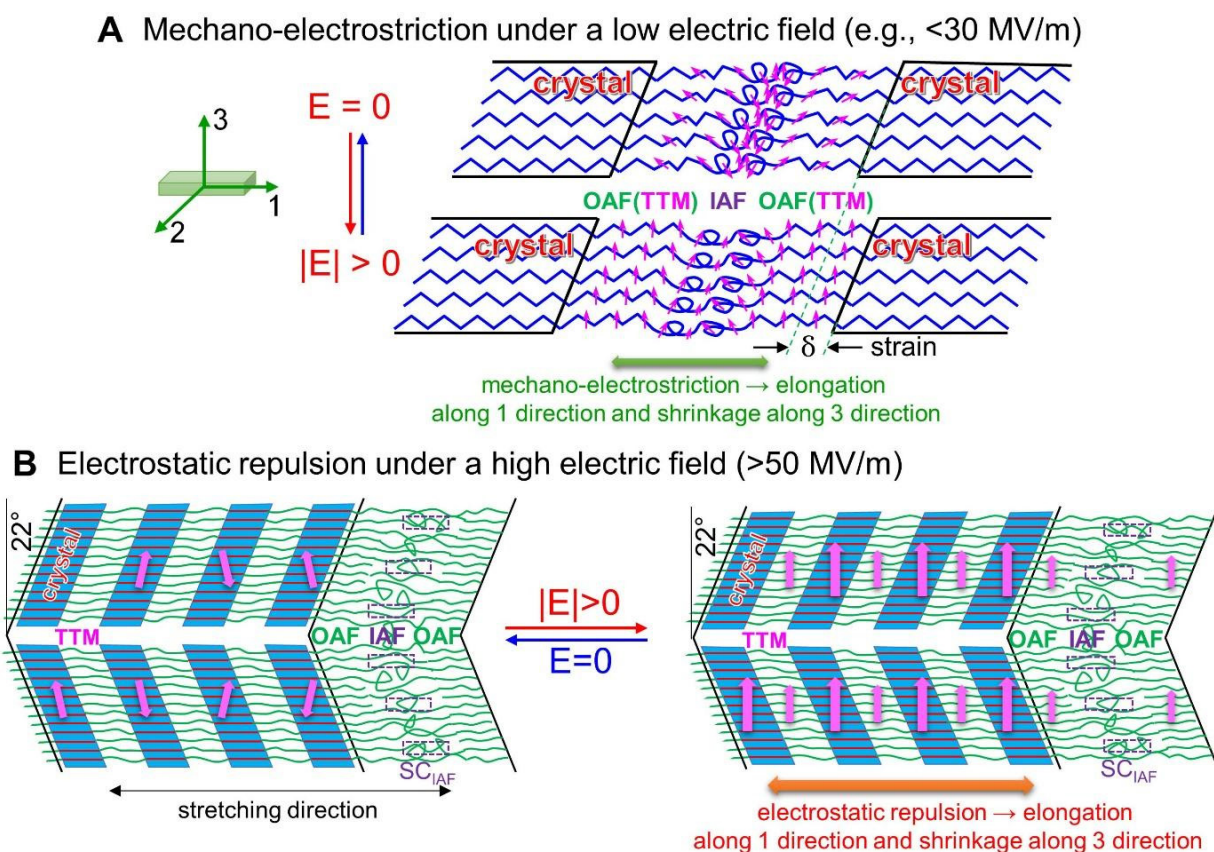 A Mechano-electrostriction under a low electric field (e.g., <30 MV/m)
crystal
crystal
3
E = 0
1
2
OAF(TTM) IAF OAF(TTM)
|E| > 0
crystal
crystal
δ strain
mechano-electrostriction → elongation
along 1 direction and shrinkage along 3 direction
B Electrostatic repulsion under a high electric field (>50 MV/m)
22°
crystal
TTM
OAF IAF OAF
SC_IAF
stretching direction
|E|>0
E=0
22°
crystal
TTM
OAF IAF OAF
SC_IAF
electrostatic repulsion → elongation
along 1 direction and shrinkage along 3 direction